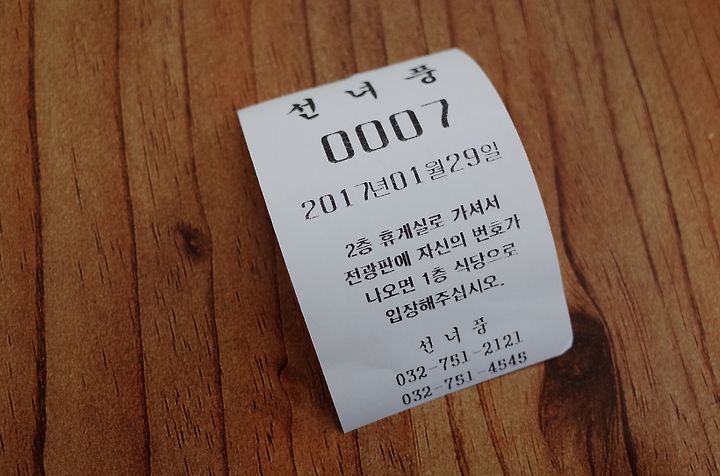 선 녀 풍
0007
2017년01월29일
2층 휴게실로 가셔서
전광판에 자신의 번호가
나오면 1층 식당으로
입장해주십시오.
선 녀 풍
032-751-2121
032-751-4545